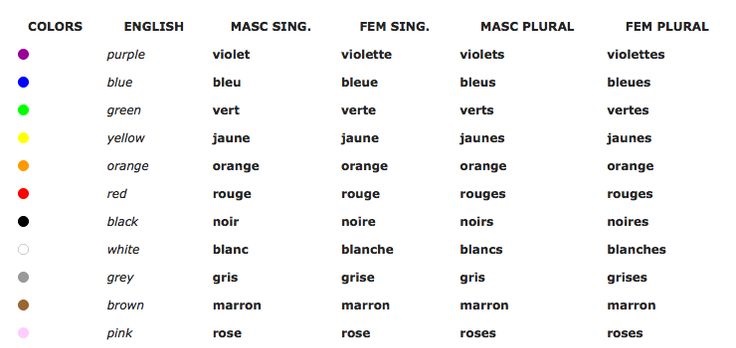 COLORS ENGLISH MASC SING. FEM SING. MASC PLURAL FEM PLURAL
purple violet violette violets violettes
blue bleu bleue bleus bleues
green vert verte verts vertes
yellow jaune jaune jaunes jaunes
orange orange orange orange orange
red rouge rouge rouges rouges
black noir noire noirs noires
white blanc blanche blancs blanches
grey gris grise gris grises
brown marron marron marron marron
pink rose rose roses roses